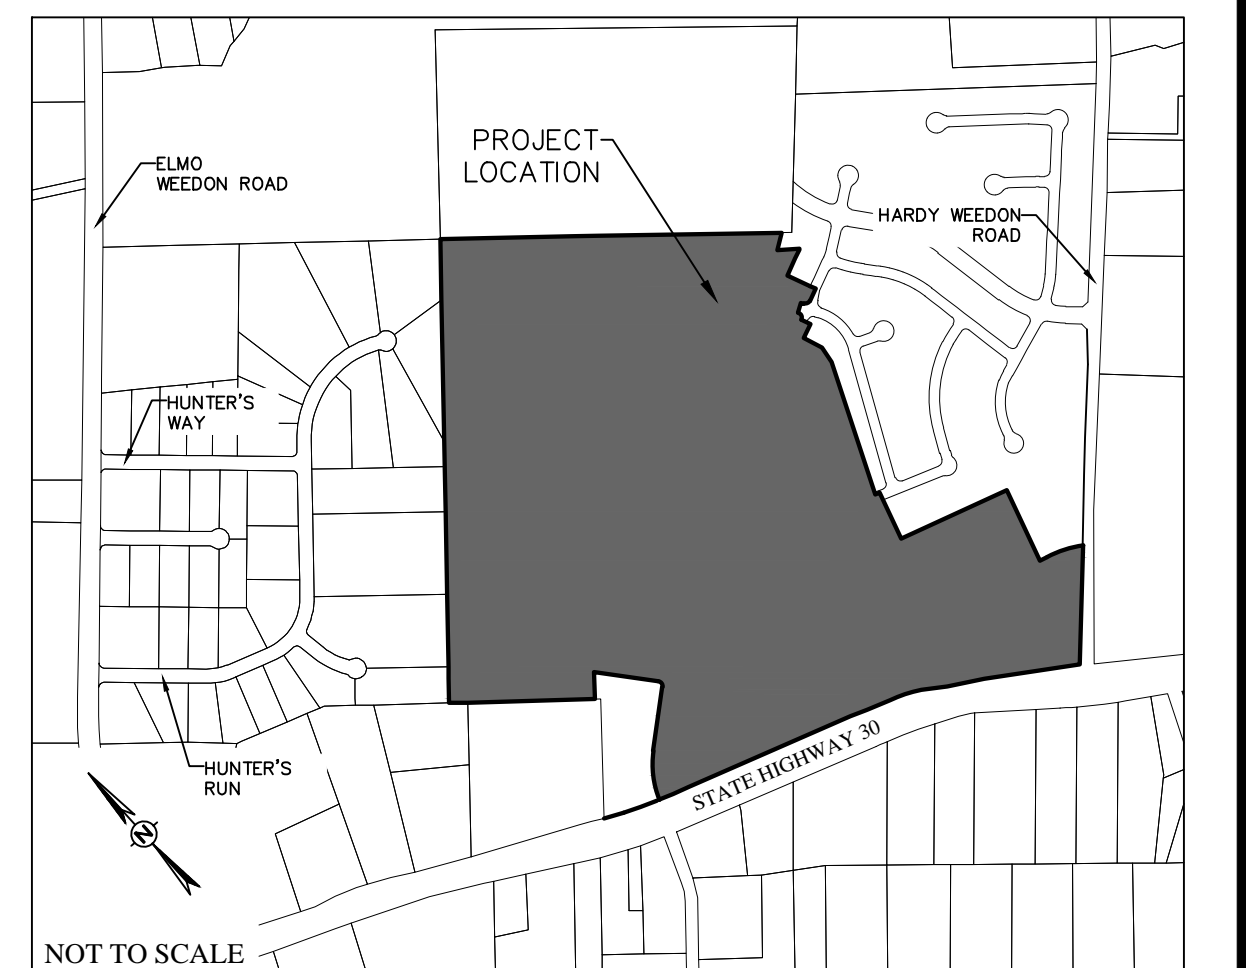 PROJECT
LOCATION
ELMO
WEEDON ROAD
HARDY WEEDON
ROAD
HUNTER'S
WAY
HUNTER'S
RUN
STATE HIGHWAY 30
N
NOT TO SCALE